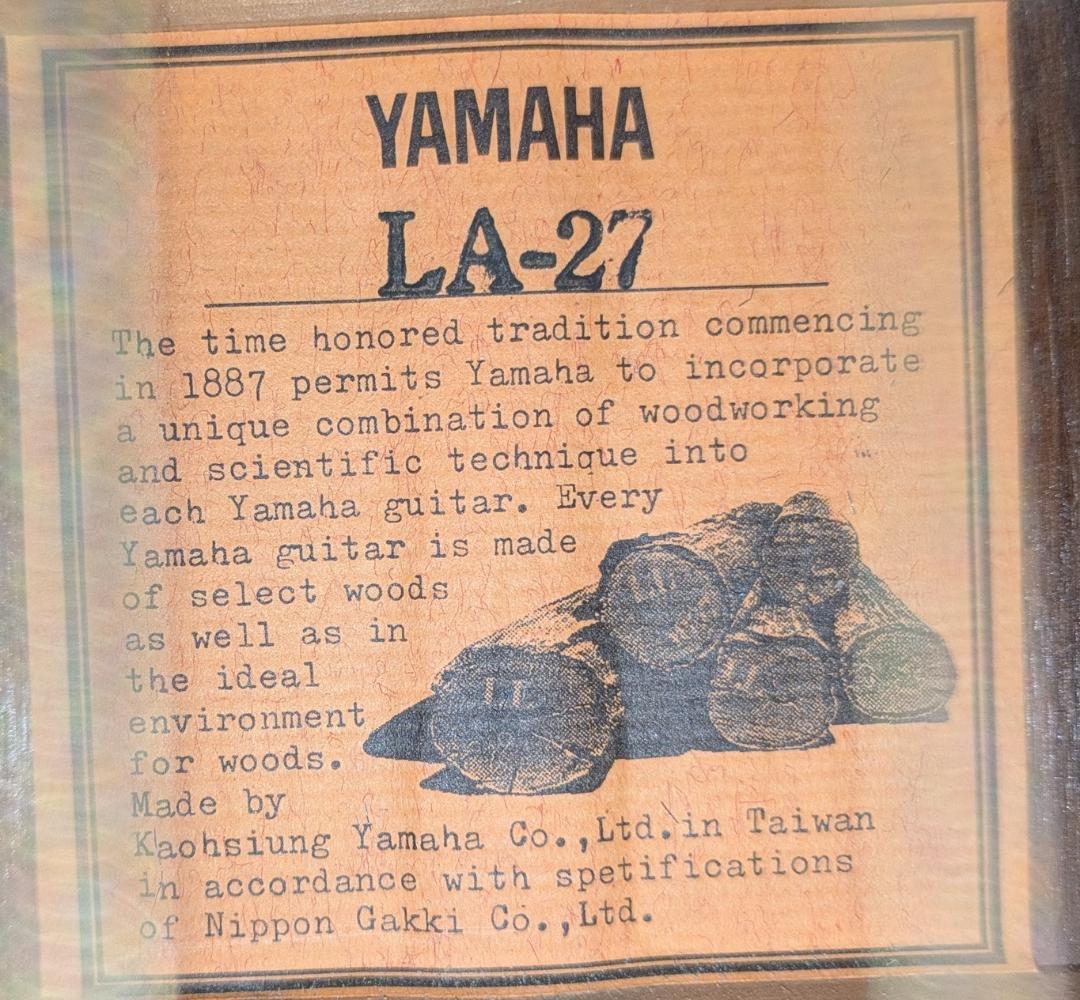 YAMAHA
LA-27
The time honored tradition commencing
in 1887 permits Yamaha to incorporate
a unique combination of woodworking
and scientific technique into
each Yamaha guitar. Every
Yamaha guitar is made
of select woods
as well as in
the ideal
environment
for woods.
Made by
Kaohsiung Yamaha Co.,Ltd.in Taiwan
in accordance with spetifications
of Nippon Gakki Co.,Ltd.